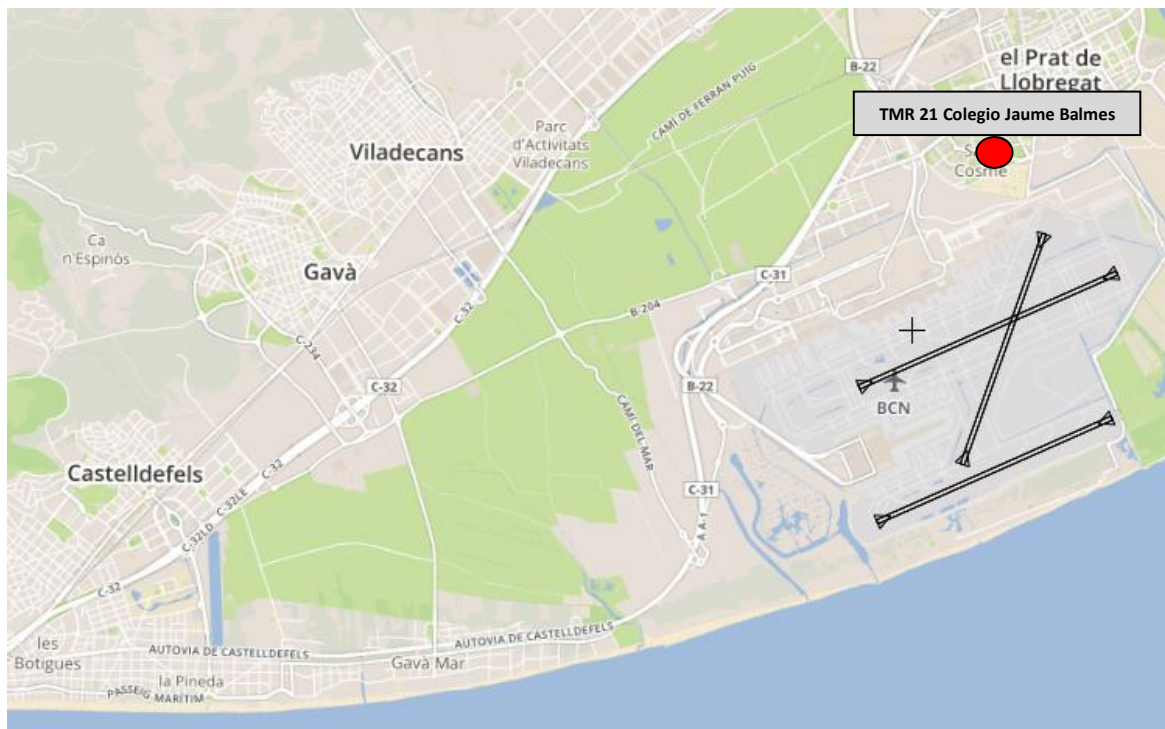 el Prat de
Llobregat
B-22
TMR 21 Colegio Jaume Balmes
CAMÍ DE FERRAN PUIG
Parc
d'Activitats
Viladecans
Viladecans
Cosme
Ca
n'Espinós
Gavà
C-31
B-204
C-32
C-234
C-32
B-22
BCN
CAMÍ DEL MAR
Castelldefels
C-32
C-32LE
C-31
C-32LD
A A-1
C-32
les
Botigues
AUTOVIA DE CASTELLDEFELS
AUTOVIA DE CASTELLDEFELS
Gavà Mar
la Pineda
PASSEIG MARÍTIM